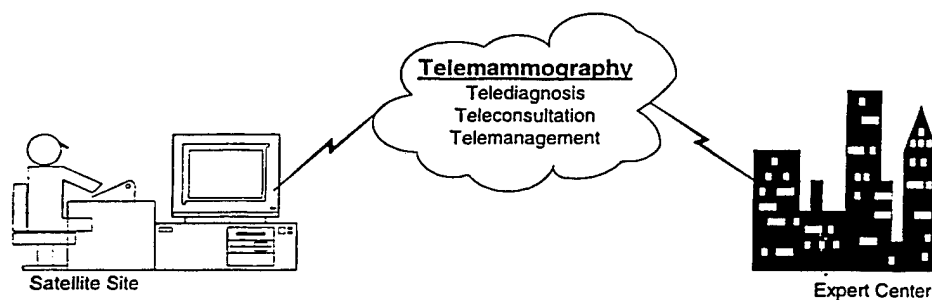 Telemammography
Telediagnosis
Teleconsultation
Telemanagement
Satellite Site
Expert Center